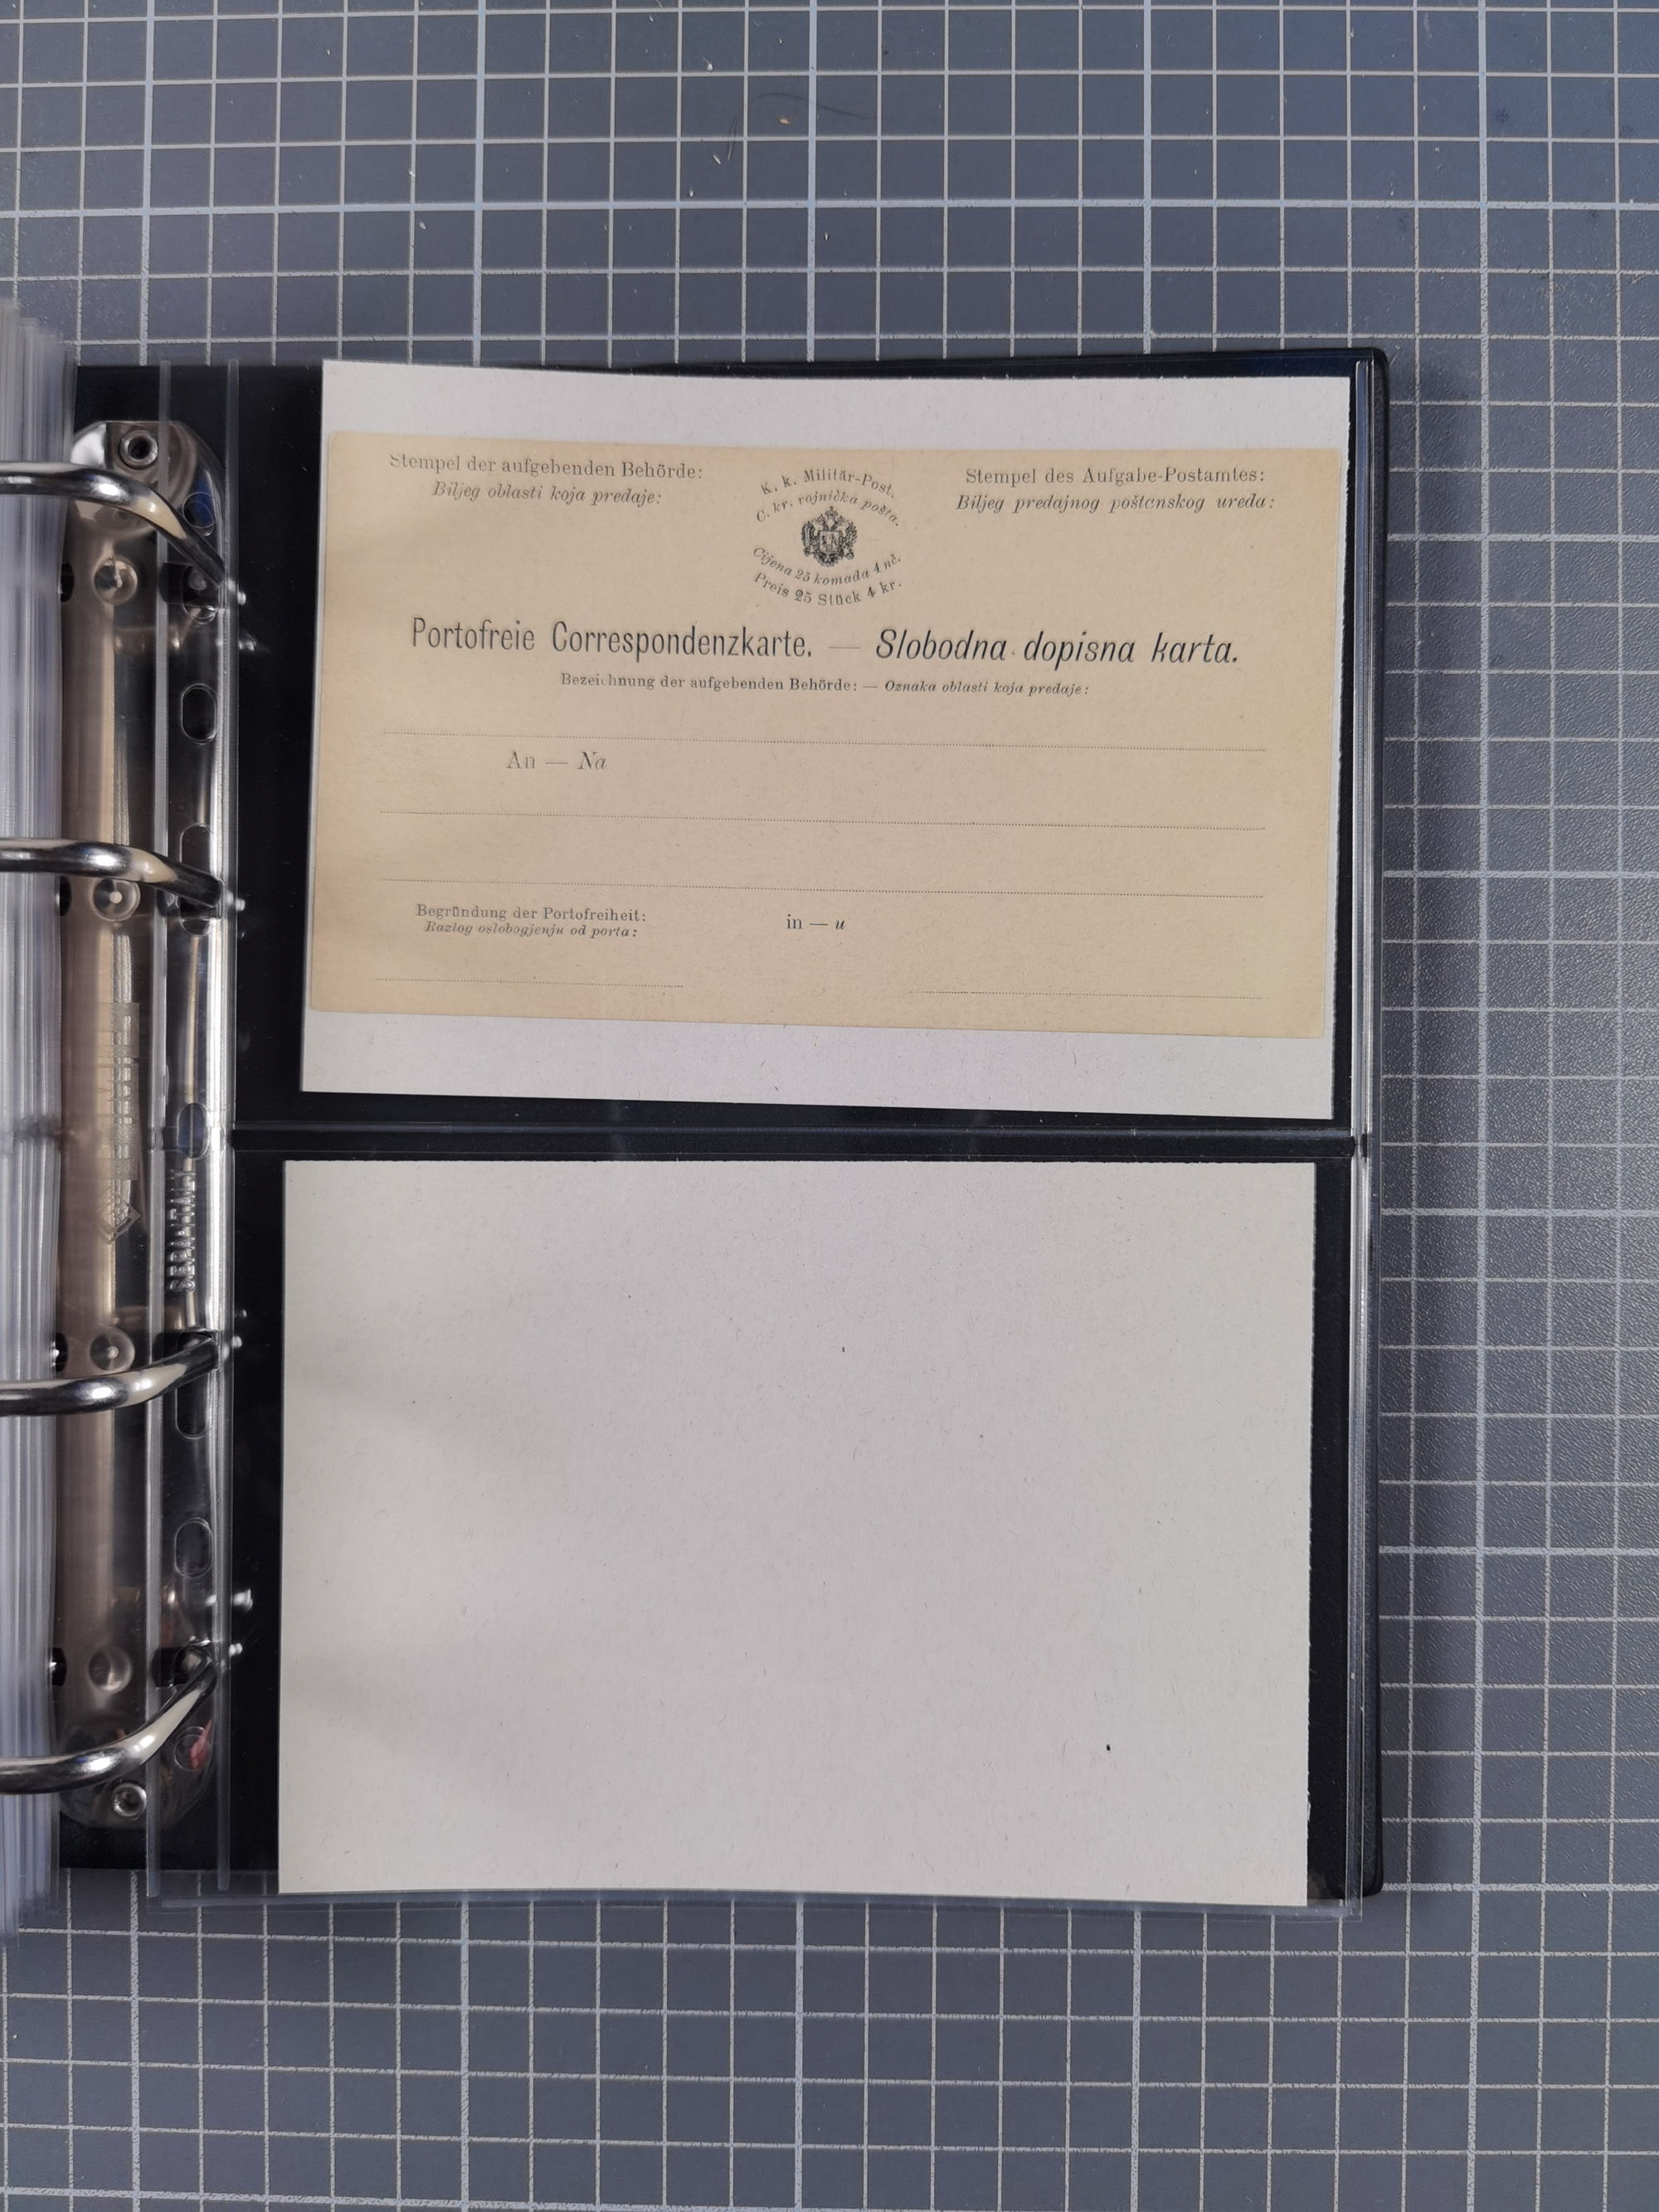 Stempel der aufgebenden Behörde:
Biljeg oblasti koja predaje:
K. k. Militär-Post.
C. kr. vojnička pošta.
Cijena 25 komada 4 nč.
Preis 25 Stück 4 kr.
Stempel des Aufgabe-Postamtes:
Biljeg predajnog poštanskog ureda:
Portofreie Correspondenzkarte. — Slobodna dopisna karta.
Bezeichnung der aufgebenden Behörde: — Oznaka oblasti koja predaje:
An — Na
Begründung der Portofreiheit:
Razlog oslobogjenju od porta:
in — u
SERIANTALY